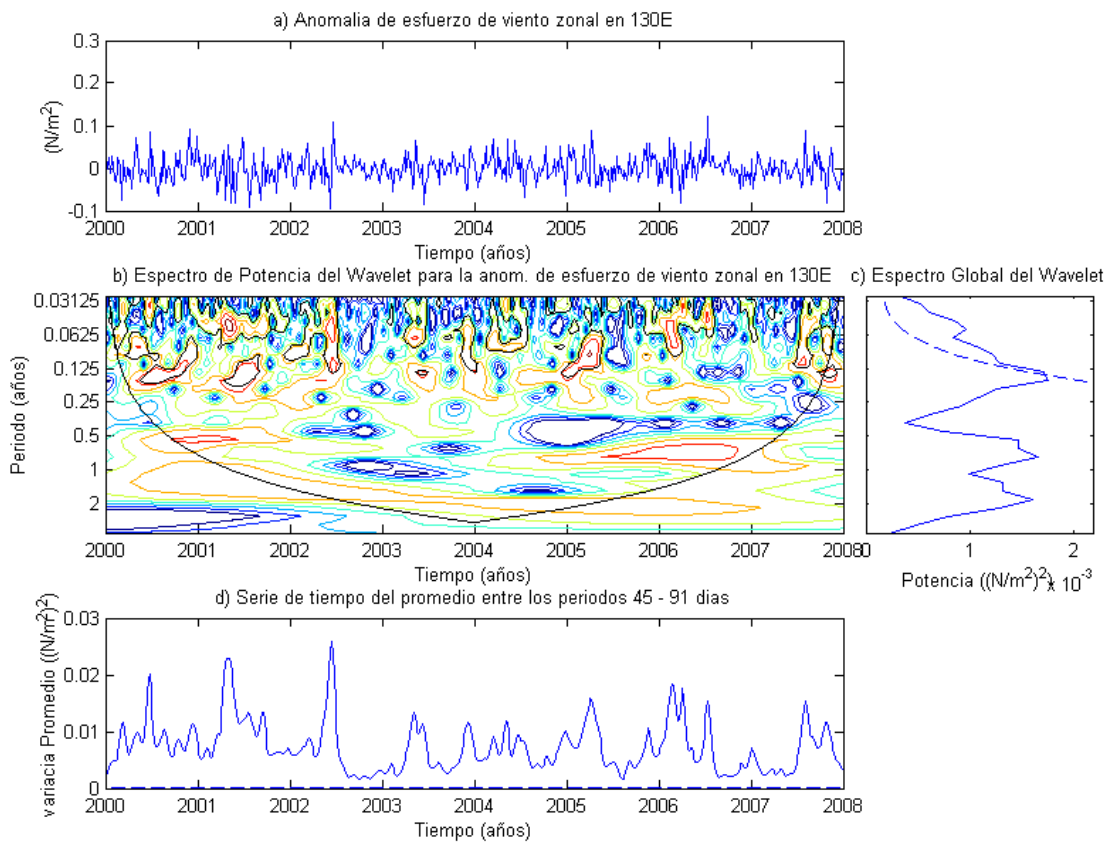 a) Anomalia de esfuerzo de viento zonal en 130E
(N/m²)
0.3
0.2
0.1
0
-0.1
2000 2001 2002 2003 2004 2005 2006 2007 2008
Tiempo (años)
b) Espectro de Potencia del Wavelet para la anom. de esfuerzo de viento zonal en 130E
Periodo (años)
0.03125
0.0625
0.125
0.25
0.5
1
2
2000 2001 2002 2003 2004 2005 2006 2007 2008
Tiempo (años)
c) Espectro Global del Wavelet
0 1 2
Potencia ((N/m²)²)
x 10⁻³
d) Serie de tiempo del promedio entre los periodos 45 - 91 dias
variacia Promedio ((N/m²)²)
0.03
0.02
0.01
0
2000 2001 2002 2003 2004 2005 2006 2007 2008
Tiempo (años)